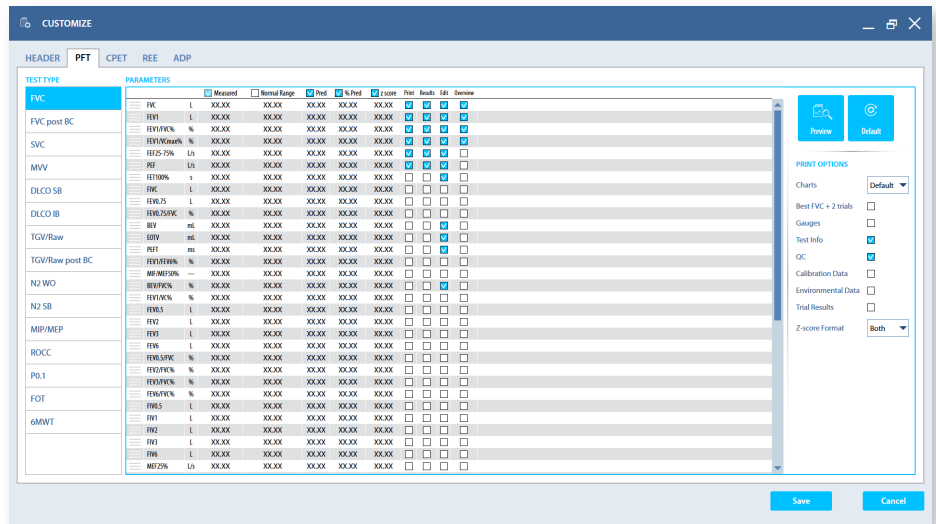 CUSTOMIZE
HEADER PFT CPET REE ADP
TEST TYPE
FVC
FVC post BC
SVC
MVV
DLCO SB
DLCO IB
TGV/Raw
TGV/Raw post BC
N2 WO
N2 SB
MIP/MEP
ROCC
P0.1
FOT
6MWT
PARAMETERS
Measured Normal Range Pred % Pred z score Print Results Edit Overview
FVC L XX.XX XX.XX XX.XX XX.XX XX.XX
FEV1 L XX.XX XX.XX XX.XX XX.XX XX.XX
FEV1/FVC% % XX.XX XX.XX XX.XX XX.XX XX.XX
FEV1/VCmax% % XX.XX XX.XX XX.XX XX.XX XX.XX
FEF25-75% L/s XX.XX XX.XX XX.XX XX.XX XX.XX
PEF L/s XX.XX XX.XX XX.XX XX.XX XX.XX
FET100% s XX.XX XX.XX XX.XX XX.XX XX.XX
FIVC L XX.XX XX.XX XX.XX XX.XX XX.XX
FEV0.75 L XX.XX XX.XX XX.XX XX.XX XX.XX
FEV0.75/FVC % XX.XX XX.XX XX.XX XX.XX XX.XX
BEV mL XX.XX XX.XX XX.XX XX.XX XX.XX
EOTV mL XX.XX XX.XX XX.XX XX.XX XX.XX
PEFT ms XX.XX XX.XX XX.XX XX.XX XX.XX
FEV1/FEV6% % XX.XX XX.XX XX.XX XX.XX XX.XX
MIF/MEF50% --- XX.XX XX.XX XX.XX XX.XX XX.XX
BEV/FVC% % XX.XX XX.XX XX.XX XX.XX XX.XX
FEV1/VC% % XX.XX XX.XX XX.XX XX.XX XX.XX
FEV0.5 L XX.XX XX.XX XX.XX XX.XX XX.XX
FEV2 L XX.XX XX.XX XX.XX XX.XX XX.XX
FEV3 L XX.XX XX.XX XX.XX XX.XX XX.XX
FEV6 L XX.XX XX.XX XX.XX XX.XX XX.XX
FEV0.5/FVC % XX.XX XX.XX XX.XX XX.XX XX.XX
FEV2/FVC% % XX.XX XX.XX XX.XX XX.XX XX.XX
FEV3/FVC% % XX.XX XX.XX XX.XX XX.XX XX.XX
FEV6/FVC% % XX.XX XX.XX XX.XX XX.XX XX.XX
FIV0.5 L XX.XX XX.XX XX.XX XX.XX XX.XX
FIV1 L XX.XX XX.XX XX.XX XX.XX XX.XX
FIV2 L XX.XX XX.XX XX.XX XX.XX XX.XX
FIV3 L XX.XX XX.XX XX.XX XX.XX XX.XX
FIV6 L XX.XX XX.XX XX.XX XX.XX XX.XX
MEF25% L/s XX.XX XX.XX XX.XX XX.XX XX.XX
Preview Default
PRINT OPTIONS
Charts Default
Best FVC + 2 trials
Gauges
Test Info
QC
Calibration Data
Environmental Data
Trial Results
Z-score Format Both
Save Cancel